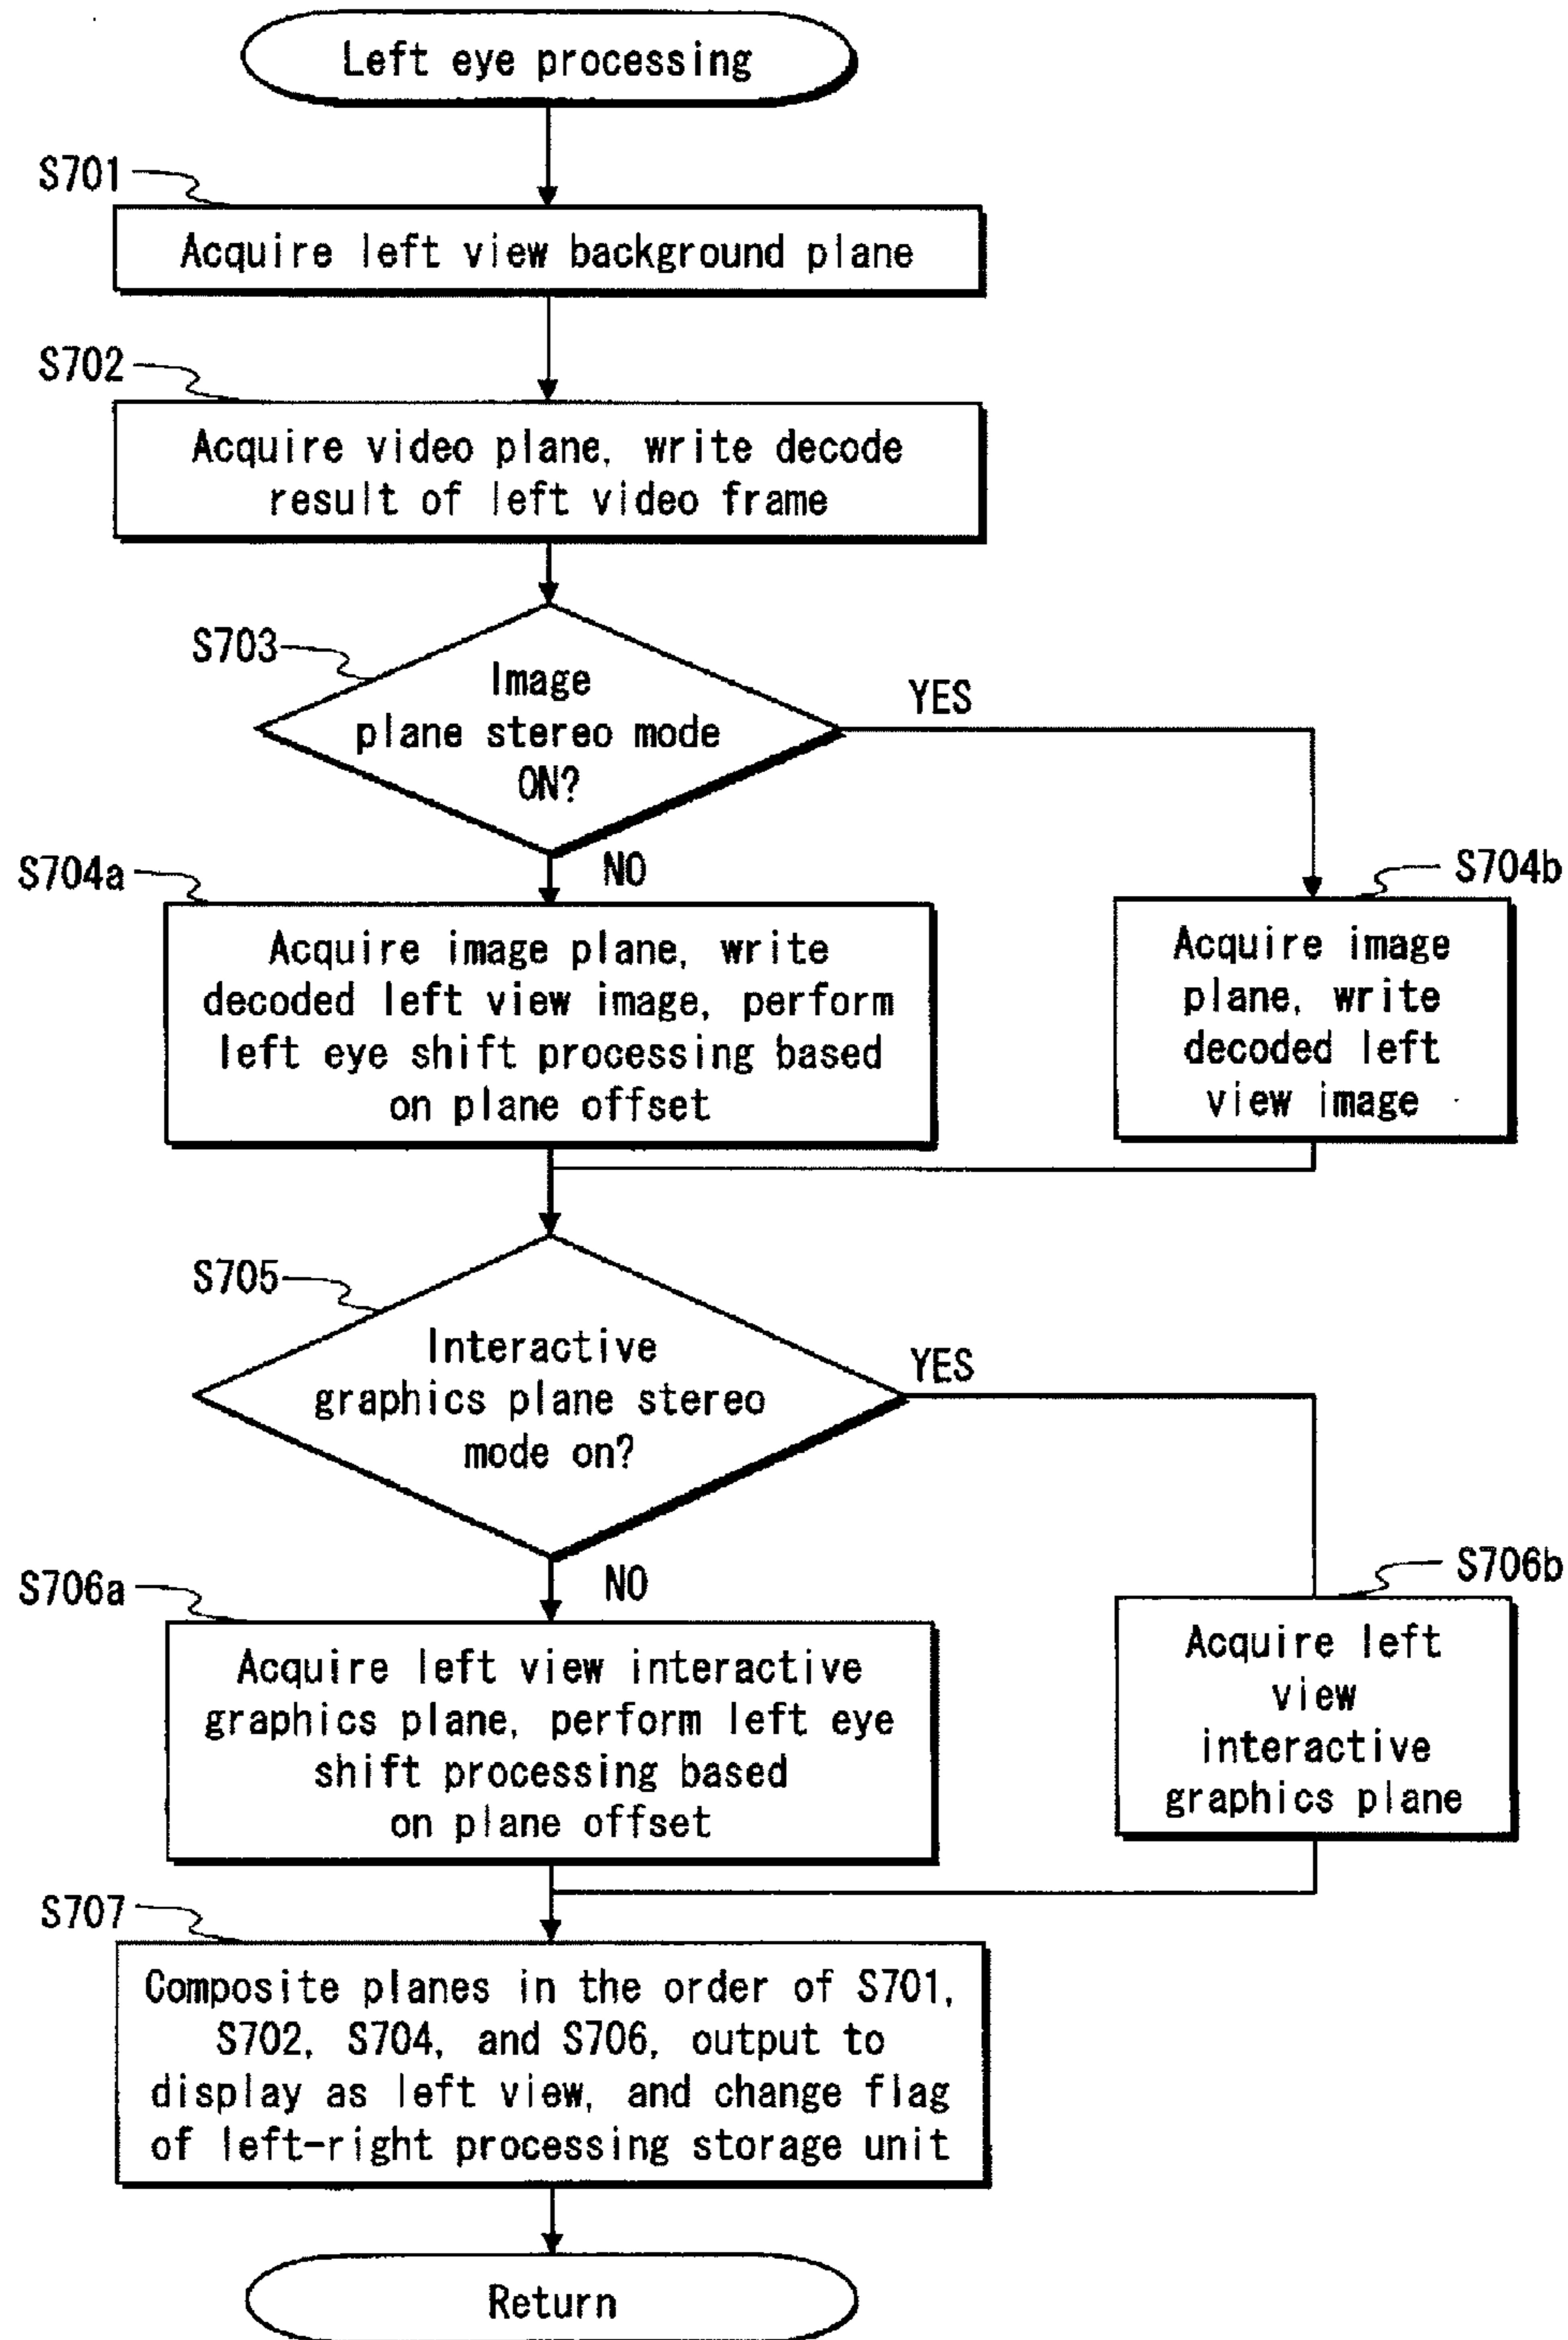 Left eye processing
S701
Acquire left view background plane
S702
Acquire video plane, write decode
result of left video frame
S703
Image
plane stereo mode
ON?
YES
NO
S704a
Acquire image plane, write
decoded left view image, perform
left eye shift processing based
on plane offset
S704b
Acquire image
plane, write
decoded left
view image
S705
Interactive
graphics plane stereo
mode on?
YES
NO
S706a
Acquire left view interactive
graphics plane, perform left eye
shift processing based
on plane offset
S706b
Acquire left
view
interactive
graphics plane
S707
Composite planes in the order of S701,
S702, S704, and S706, output to
display as left view, and change flag
of left-right processing storage unit
Return